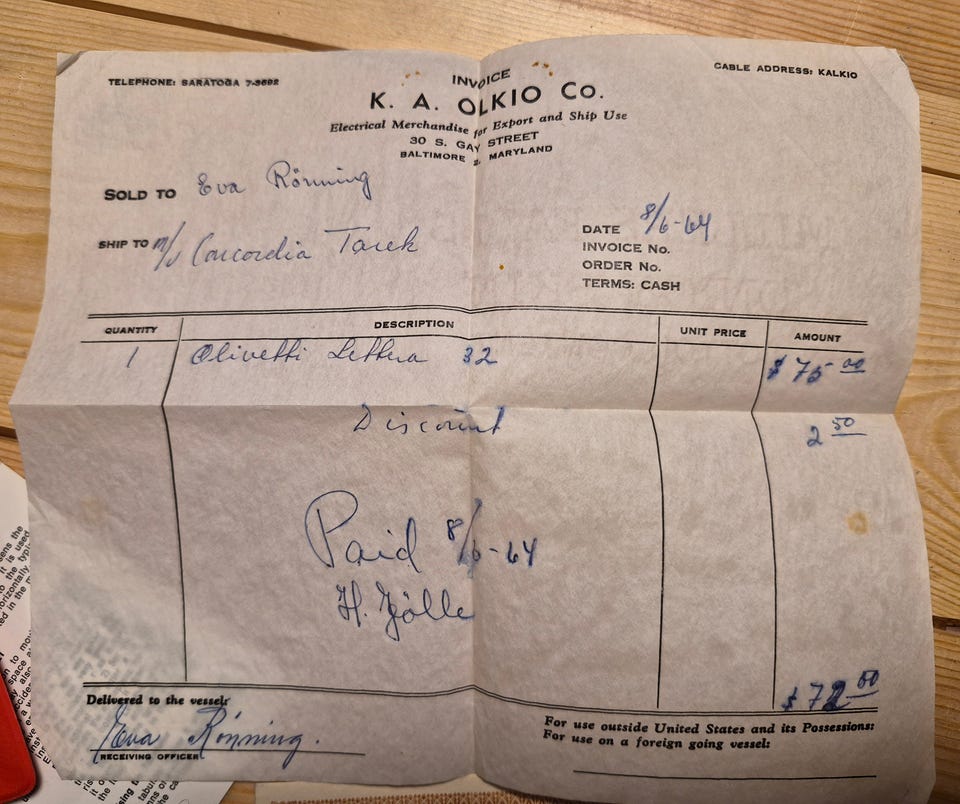 TELEPHONE: SARATOGA 7-3692
INVOICE
CABLE ADDRESS: KALKIO
K. A. OLKIO Co.
Electrical Merchandise for Export and Ship Use
30 S. GAY STREET
BALTIMORE 2, MARYLAND
SOLD TO Eva Rönning
SHIP TO m/s Concordia Tarek
DATE 8/6-64
INVOICE No.
ORDER No.
TERMS: CASH
QUANTITY DESCRIPTION UNIT PRICE AMOUNT
1 Olivetti Lettera 32 $ 75 00
Discount 2 50
Paid 8/6-64
H.
$ 72 00
Delivered to the vessel:
Eva Rönning.
RECEIVING OFFICER
For use outside United States and its Possessions:
For use on a foreign going vessel: